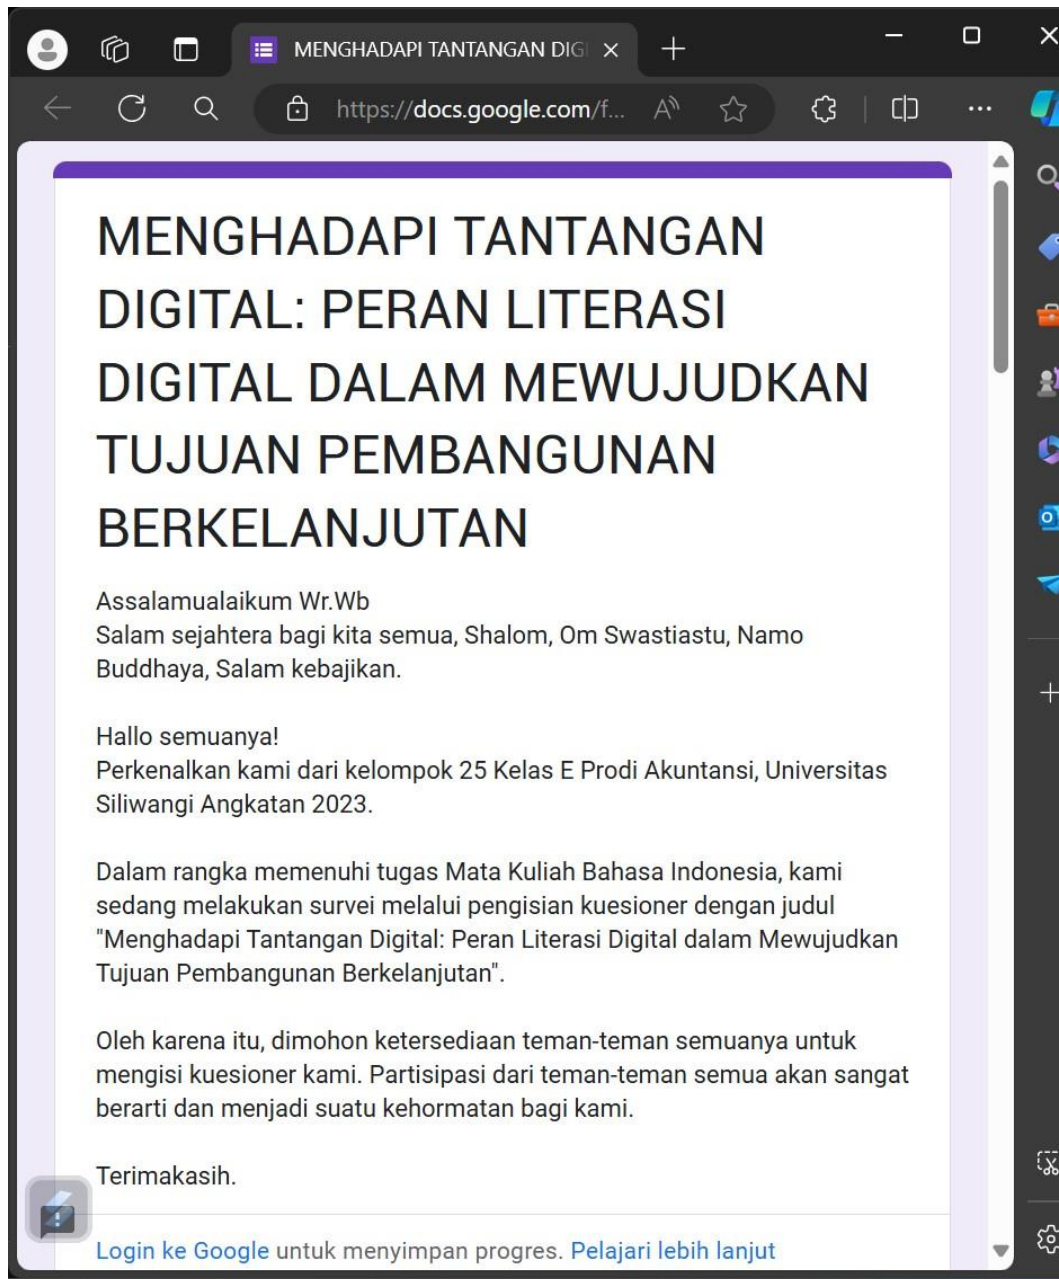 MENGHADAPI TANTANGAN DIG
https://docs.google.com/f...
MENGHADAPI TANTANGAN
DIGITAL: PERAN LITERASI
DIGITAL DALAM MEWUJUDKAN
TUJUAN PEMBANGUNAN
BERKELANJUTAN
Assalamualaikum Wr.Wb
Salam sejahtera bagi kita semua, Shalom, Om Swastiastu, Namo
Buddhaya, Salam kebajikan.
Hallo semuanya!
Perkenalkan kami dari kelompok 25 Kelas E Prodi Akuntansi, Universitas
Siliwangi Angkatan 2023.
Dalam rangka memenuhi tugas Mata Kuliah Bahasa Indonesia, kami
sedang melakukan survei melalui pengisian kuesioner dengan judul
"Menghadapi Tantangan Digital: Peran Literasi Digital dalam Mewujudkan
Tujuan Pembangunan Berkelanjutan".
Oleh karena itu, dimohon ketersediaan teman-teman semuanya untuk
mengisi kuesioner kami. Partisipasi dari teman-teman semua akan sangat
berarti dan menjadi suatu kehormatan bagi kami.
Terimakasih.
Login ke Google untuk menyimpan progres. Pelajari lebih lanjut